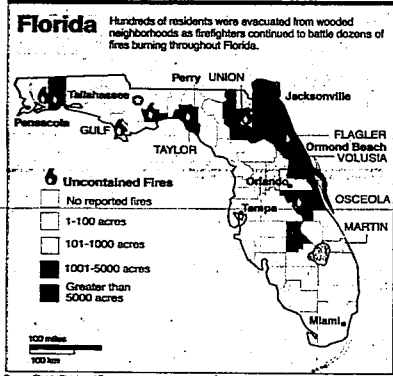 Florida
Hundreds of residents were evacuated from wooded
neighborhoods as firefighters continued to battle dozens of
fires burning throughout Florida.
Perry UNION
Tallahassee
Jacksonville
Pensacola
GULF
TAYLOR
FLAGLER
Ormond Beach
VOLUSIA
Orlando
OSCEOLA
Tampa
MARTIN
Miami
Uncontained Fires
No reported fires
1-100 acres
101-1000 acres
1001-5000 acres
Greater than
5000 acres
100 miles
100 km